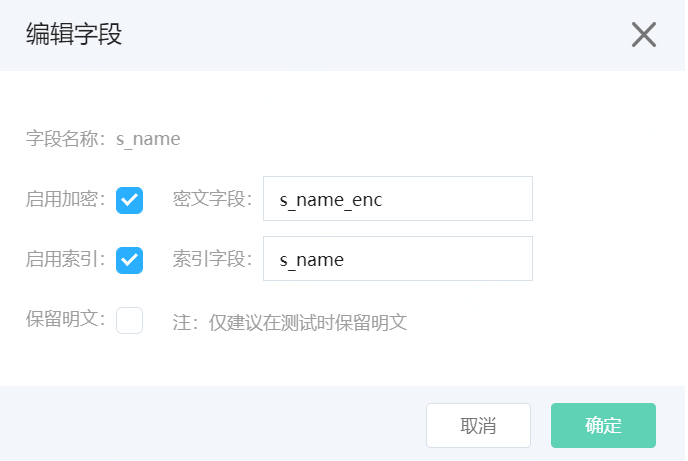 编辑字段
字段名称：s_name
启用加密： 密文字段： s_name_enc
启用索引： 索引字段： s_name
保留明文： 注：仅建议在测试时保留明文
取消 确定